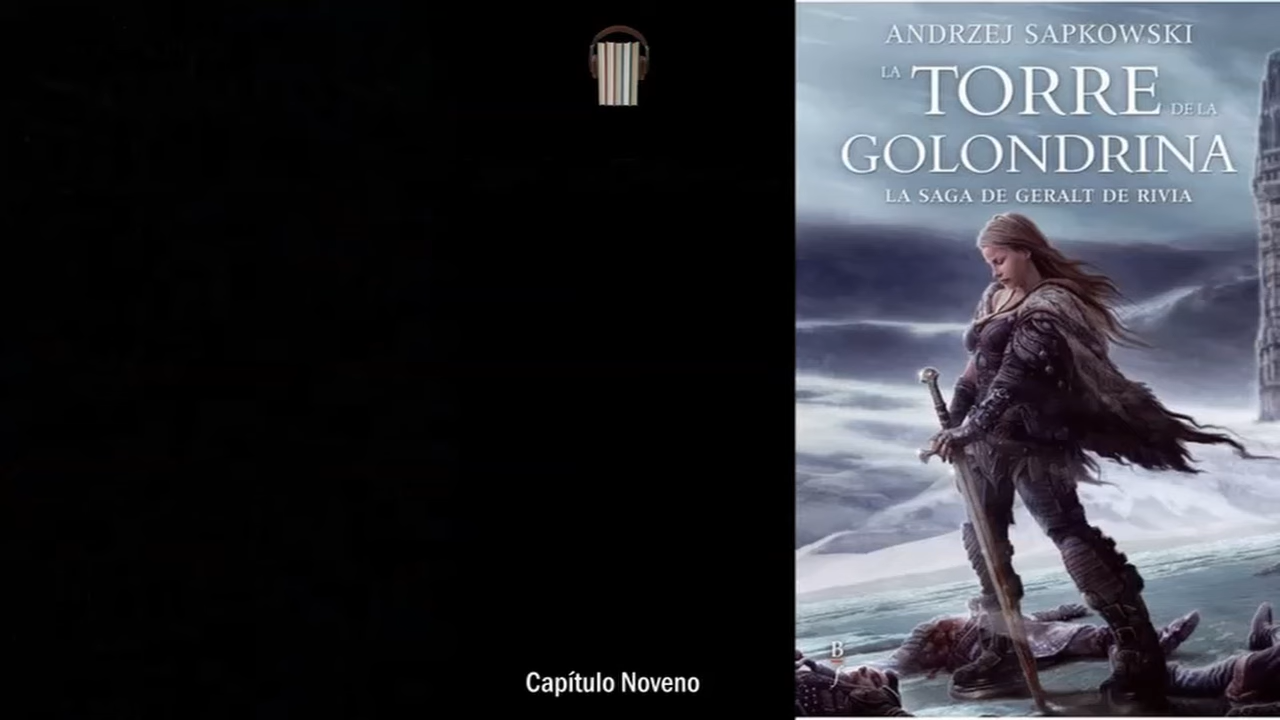 ANDRZEJ SAPKOWSKI
LA TORRE DE LA
GOLONDRINA
LA SAGA DE GERALT DE RIVIA
B
Capítulo Noveno